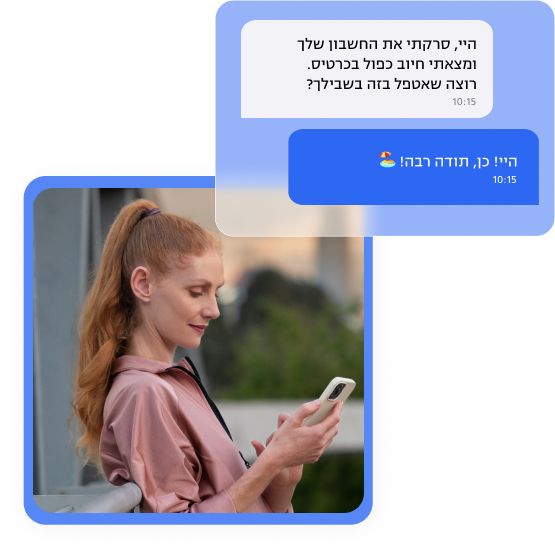 היי, סרקתי את החשבון שלך
ומצאתי חיוב כפול בכרטיס.
רוצה שאטפל בזה בשבילך?
10:15
היי! כן, תודה רבה! 🏖️
10:15